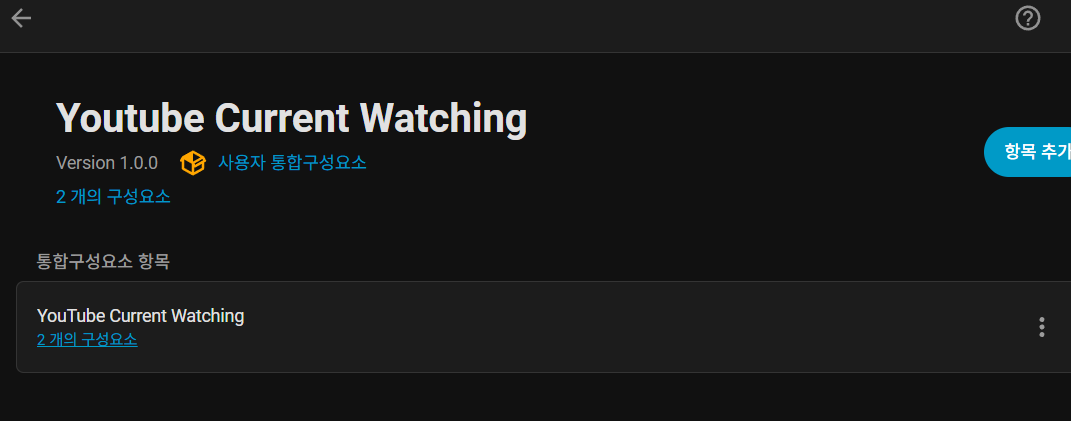 Youtube Current Watching
항목 추가
Version 1.0.0 사용자 통합구성요소
2 개의 구성요소
통합구성요소 항목
YouTube Current Watching
2 개의 구성요소